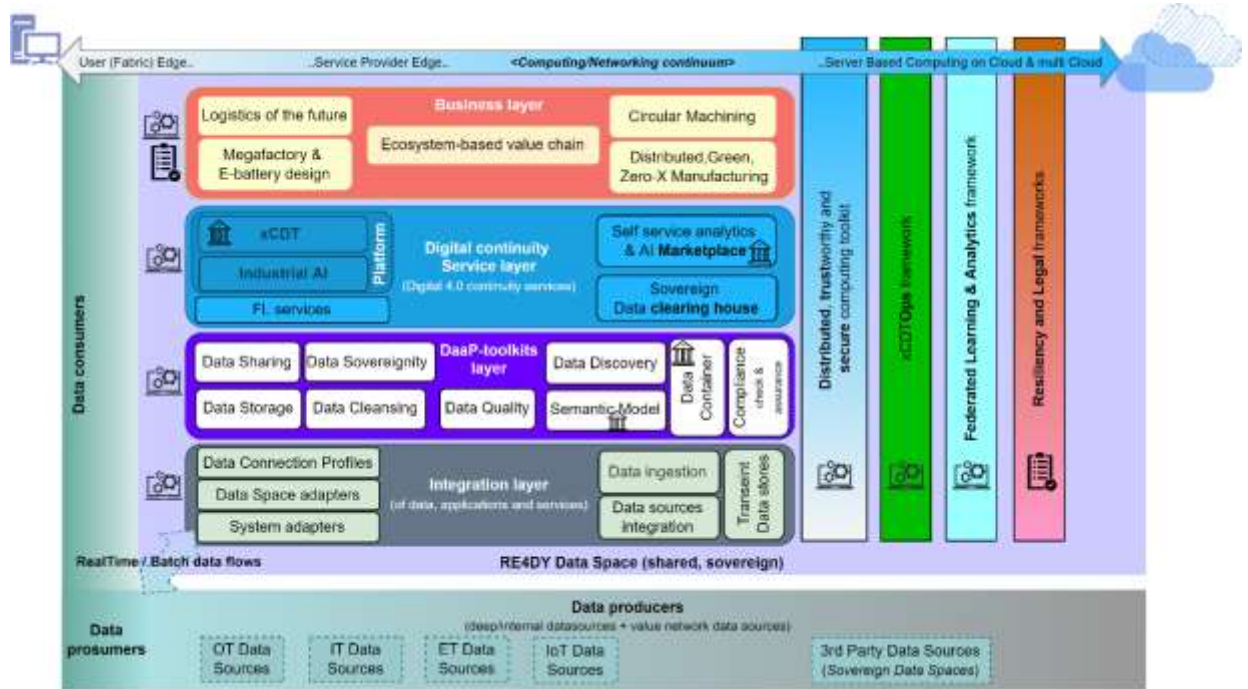 User (Fabric) Edge..
..Service Provider Edge..
<Computing/Networking continuum>
..Server Based Computing on Cloud & multi Cloud
Data consumers
Business layer
Logistics of the future
Megafactory &
E-battery design
Ecosystem-based value chain
Circular Machining
Distributed,Green,
Zero-X Manufacturing
xCDT
Industrial AI
Platform
FL services
Digital continuity
Service layer
(Digital 4.0 continuity services)
Self service analytics
& AI Marketplace
Sovereign
Data clearing house
DaaP-toolkits
layer
Data Sharing
Data Sovereignity
Data Discovery
Data Storage
Data Cleansing
Data Quality
Semantic Model
Data
Container
Compliance
check &
assurance
Integration layer
(of data, applications and services)
Data Connection Profiles
Data Space adapters
System adapters
Data ingestion
Data sources
integration
Transeint
Data stores
Distributed, trustworthy and
secure computing toolkit
xCDTOps framework
Federated Learning & Analytics framework
Resiliency and Legal frameworks
RealTime / Batch data flows
RE4DY Data Space (shared, sovereign)
Data
prosumers
Data producers
(deep/internal datasources + value network data sources)
OT Data
Sources
IT Data
Sources
ET Data
Sources
IoT Data
Sources
3rd Party Data Sources
(Sovereign Data Spaces)